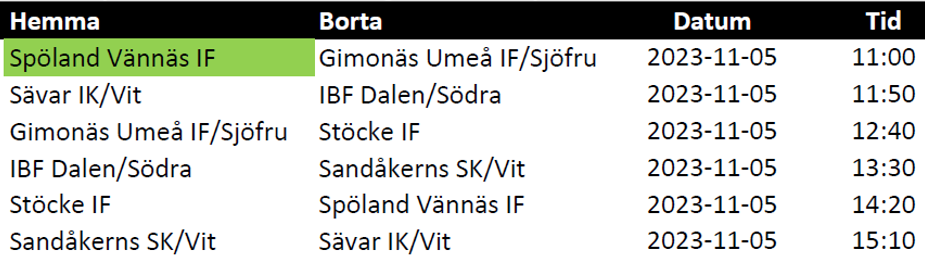 Hemma Borta Datum Tid
Spöland Vännäs IF Gimonäs Umeå IF/Sjöfru 2023-11-05 11:00
Sävar IK/Vit IBF Dalen/Södra 2023-11-05 11:50
Gimonäs Umeå IF/Sjöfru Stöcke IF 2023-11-05 12:40
IBF Dalen/Södra Sandåkerns SK/Vit 2023-11-05 13:30
Stöcke IF Spöland Vännäs IF 2023-11-05 14:20
Sandåkerns SK/Vit Sävar IK/Vit 2023-11-05 15:10